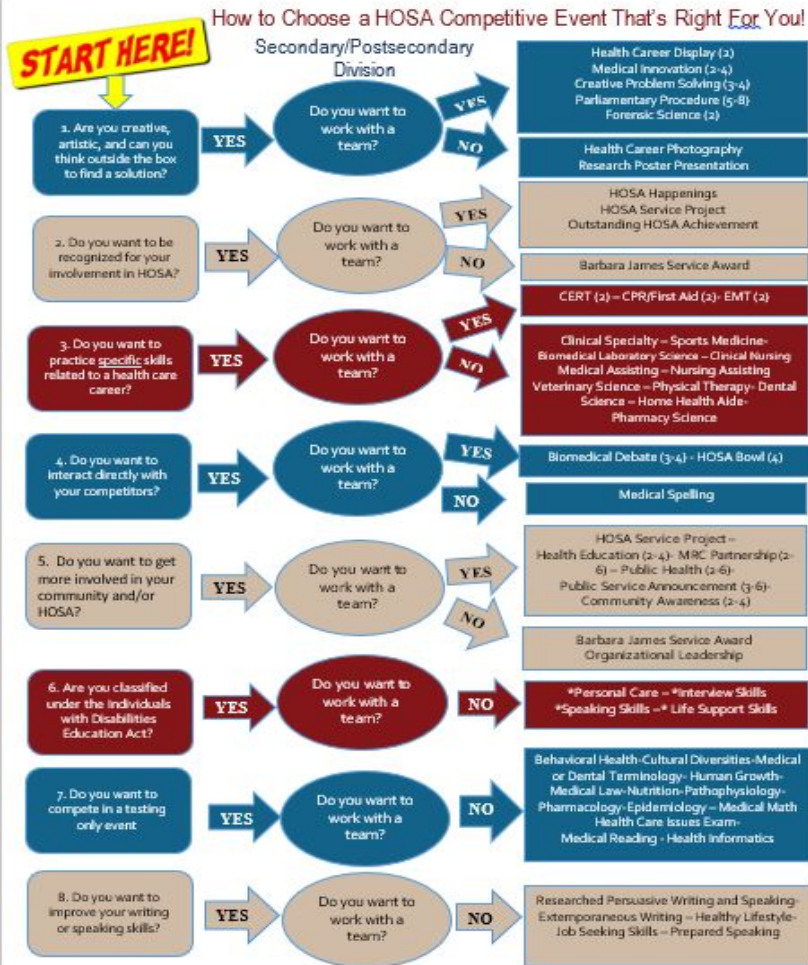 How to Choose a HOSA Competitive Event That's Right For You!
START HERE!
Secondary/Postsecondary
Division
1. Are you creative,
artistic, and can you
think outside the box
to find a solution?
YES
Do you want to
work with a
team?
YES
Health Career Display (2)
Medical Innovation (2-4)
Creative Problem Solving (3-4)
Parliamentary Procedure (5-8)
Forensic Science (2)
NO
Health Career Photography
Research Poster Presentation
2. Do you want to be
recognized for your
involvement in HOSA?
YES
Do you want to
work with a
team?
YES
HOSA Happenings
HOSA Service Project
Outstanding HOSA Achievement
NO
Barbara James Service Award
3. Do you want to
practice specific skills
related to a health care
career?
YES
Do you want to
work with a
team?
YES
CERT (2) – CPR/First Aid (2)- EMT (2)
NO
Clinical Specialty – Sports Medicine-
Biomedical Laboratory Science – Clinical Nursing
Medical Assisting – Nursing Assisting
Veterinary Science – Physical Therapy- Dental
Science – Home Health Aide-
Pharmacy Science
4. Do you want to
interact directly with
your competitors?
YES
Do you want to
work with a
team?
YES
Biomedical Debate (3-4) - HOSA Bowl (4)
NO
Medical Spelling
5. Do you want to get
more involved in your
community and/or
HOSA?
YES
Do you want to
work with a
team?
YES
HOSA Service Project –
Health Education (2-4)- MRC Partnership (2-
6) – Public Health (2-6)-
Public Service Announcement (3-6)-
Community Awareness (2-4)
NO
Barbara James Service Award
Organizational Leadership
6. Are you classified
under the Individuals
with Disabilities
Education Act?
YES
Do you want to
work with a
team?
NO
*Personal Care – *Interview Skills
*Speaking Skills –* Life Support Skills
7. Do you want to
compete in a testing
only event
YES
Do you want to
work with a
team?
NO
Behavioral Health-Cultural Diversities-Medical
or Dental Terminology- Human Growth-
Medical Law-Nutrition-Pathophysiology-
Pharmacology-Epidemiology – Medical Math
Health Care Issues Exam-
Medical Reading - Health Informatics
8. Do you want to
improve your writing
or speaking skills?
YES
Do you want to
work with a
team?
NO
Researched Persuasive Writing and Speaking-
Extemporaneous Writing – Healthy Lifestyle-
Job Seeking Skills – Prepared Speaking